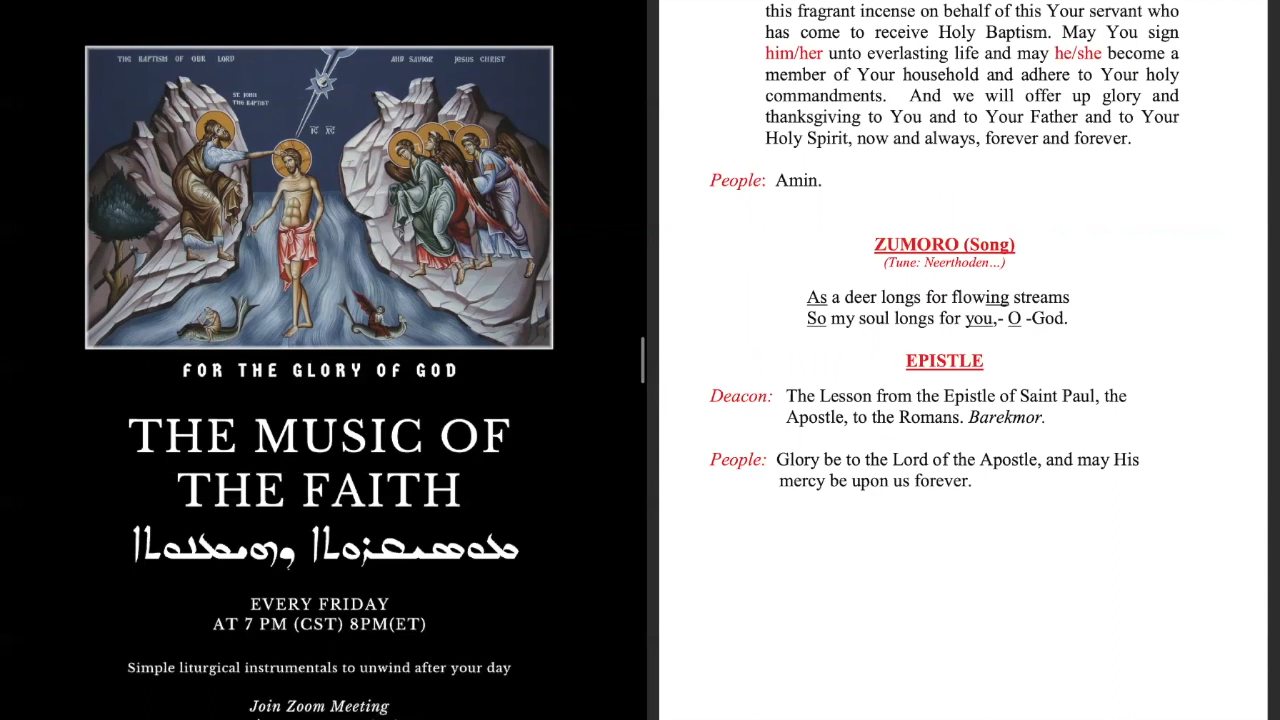 THE BAPTISM OF OUR LORD
AND SAVIOR JESUS CHRIST
ST JOHN
THE BAPTIST
IC XC
FOR THE GLORY OF GOD
THE MUSIC OF
THE FAITH
ܡܘܣܝܩܪܘܬܐ ܕܗܝܡܢܘܬܐ
EVERY FRIDAY
AT 7 PM (CST) 8PM(ET)
Simple liturgical instrumentals to unwind after your day
Join Zoom Meeting
this fragrant incense on behalf of this Your servant who
has come to receive Holy Baptism. May You sign
him/her unto everlasting life and may he/she become a
member of Your household and adhere to Your holy
commandments. And we will offer up glory and
thanksgiving to You and to Your Father and to Your
Holy Spirit, now and always, forever and forever.
People: Amin.
ZUMORO (Song)
(Tune: Neerthoden…)
As a deer longs for flowing streams
So my soul longs for you,- O -God.
EPISTLE
Deacon: The Lesson from the Epistle of Saint Paul, the
Apostle, to the Romans. Barekmor.
People: Glory be to the Lord of the Apostle, and may His
mercy be upon us forever.